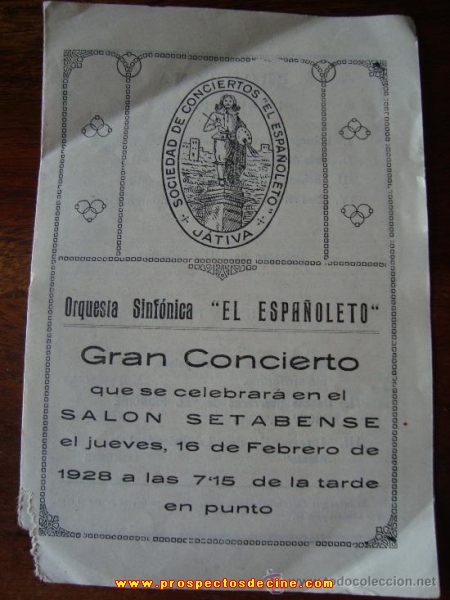 SOCIEDAD DE CONCIERTOS "EL ESPAÑOLETO"
JATIVA
Orquesta Sinfónica "EL ESPAÑOLETO"
Gran Concierto
que se celebrará en el
SALON SETABENSE
el jueves, 16 de Febrero de
1928 a las 7'15 de la tarde
en punto
www.prospectosdecine.com
todocoleccion.net